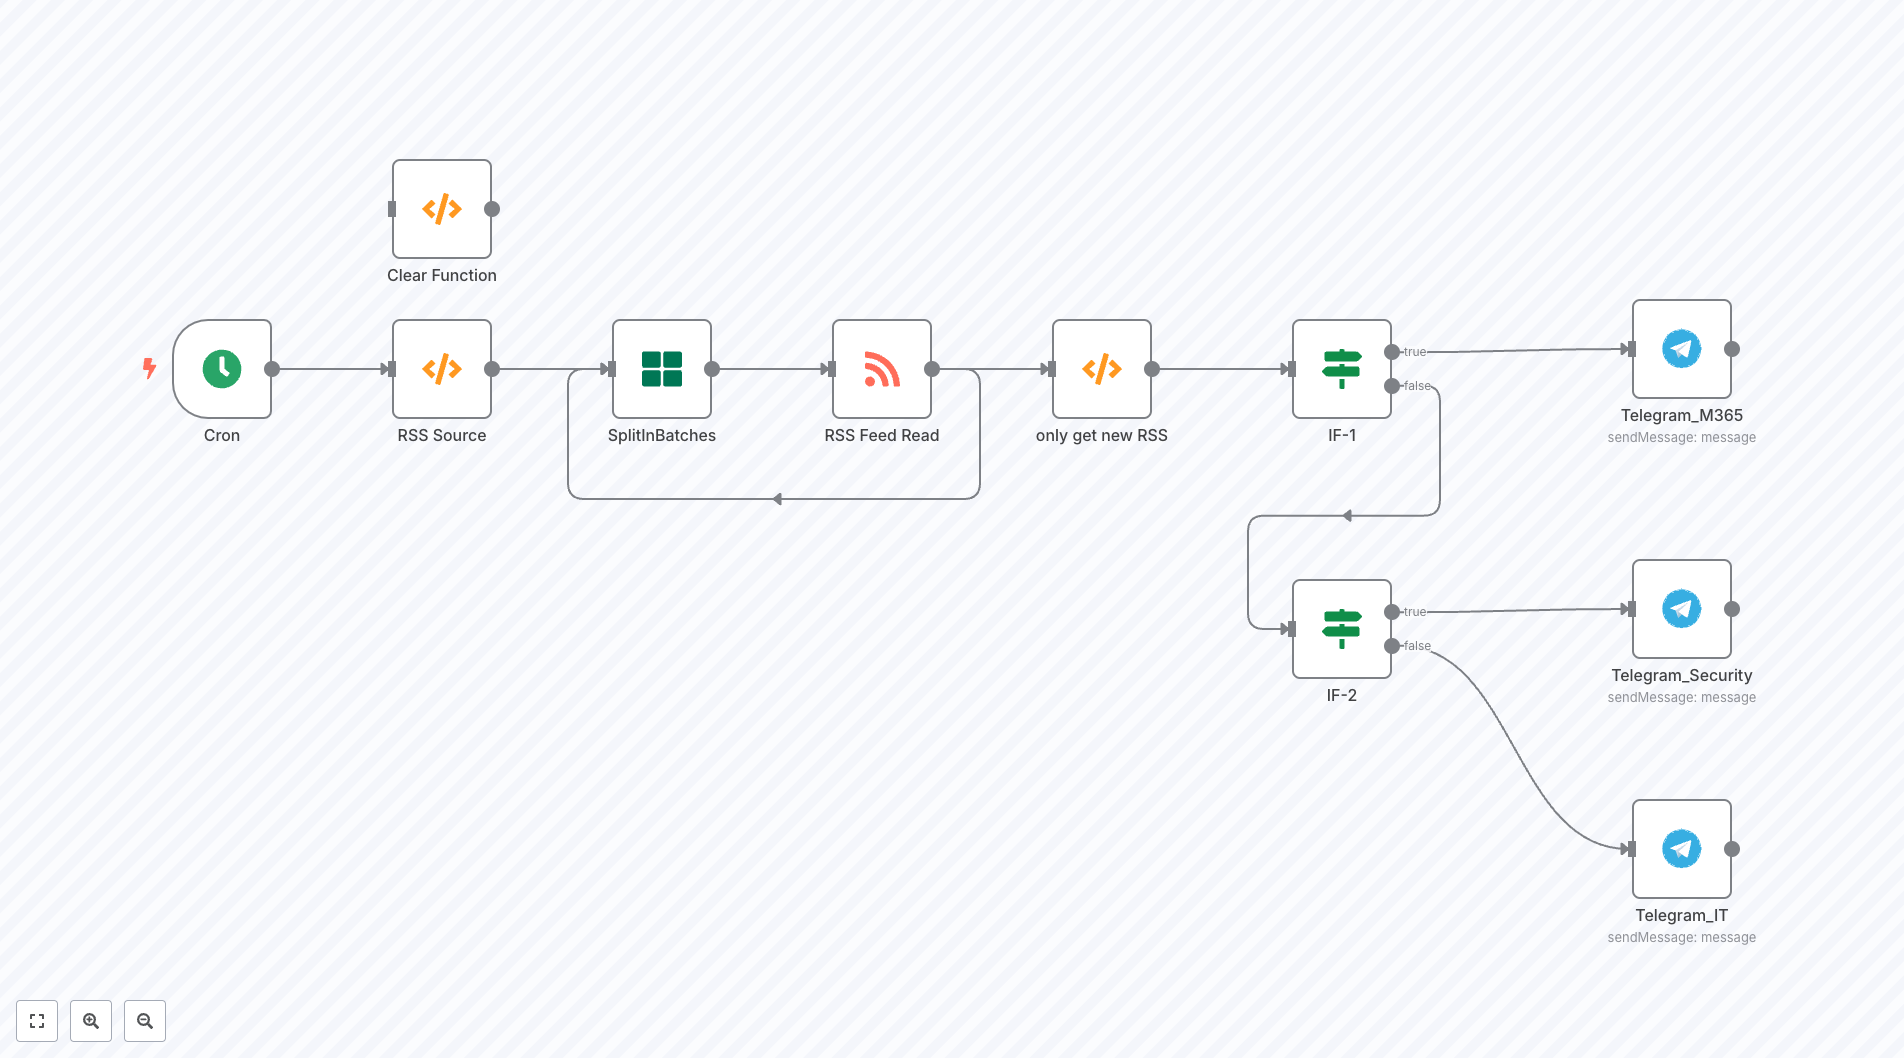 Clear Function
Cron
RSS Source
SplitInBatches
RSS Feed Read
only get new RSS
true
false
IF-1
Telegram_M365
sendMessage: message
true
false
IF-2
Telegram_Security
sendMessage: message
Telegram_IT
sendMessage: message